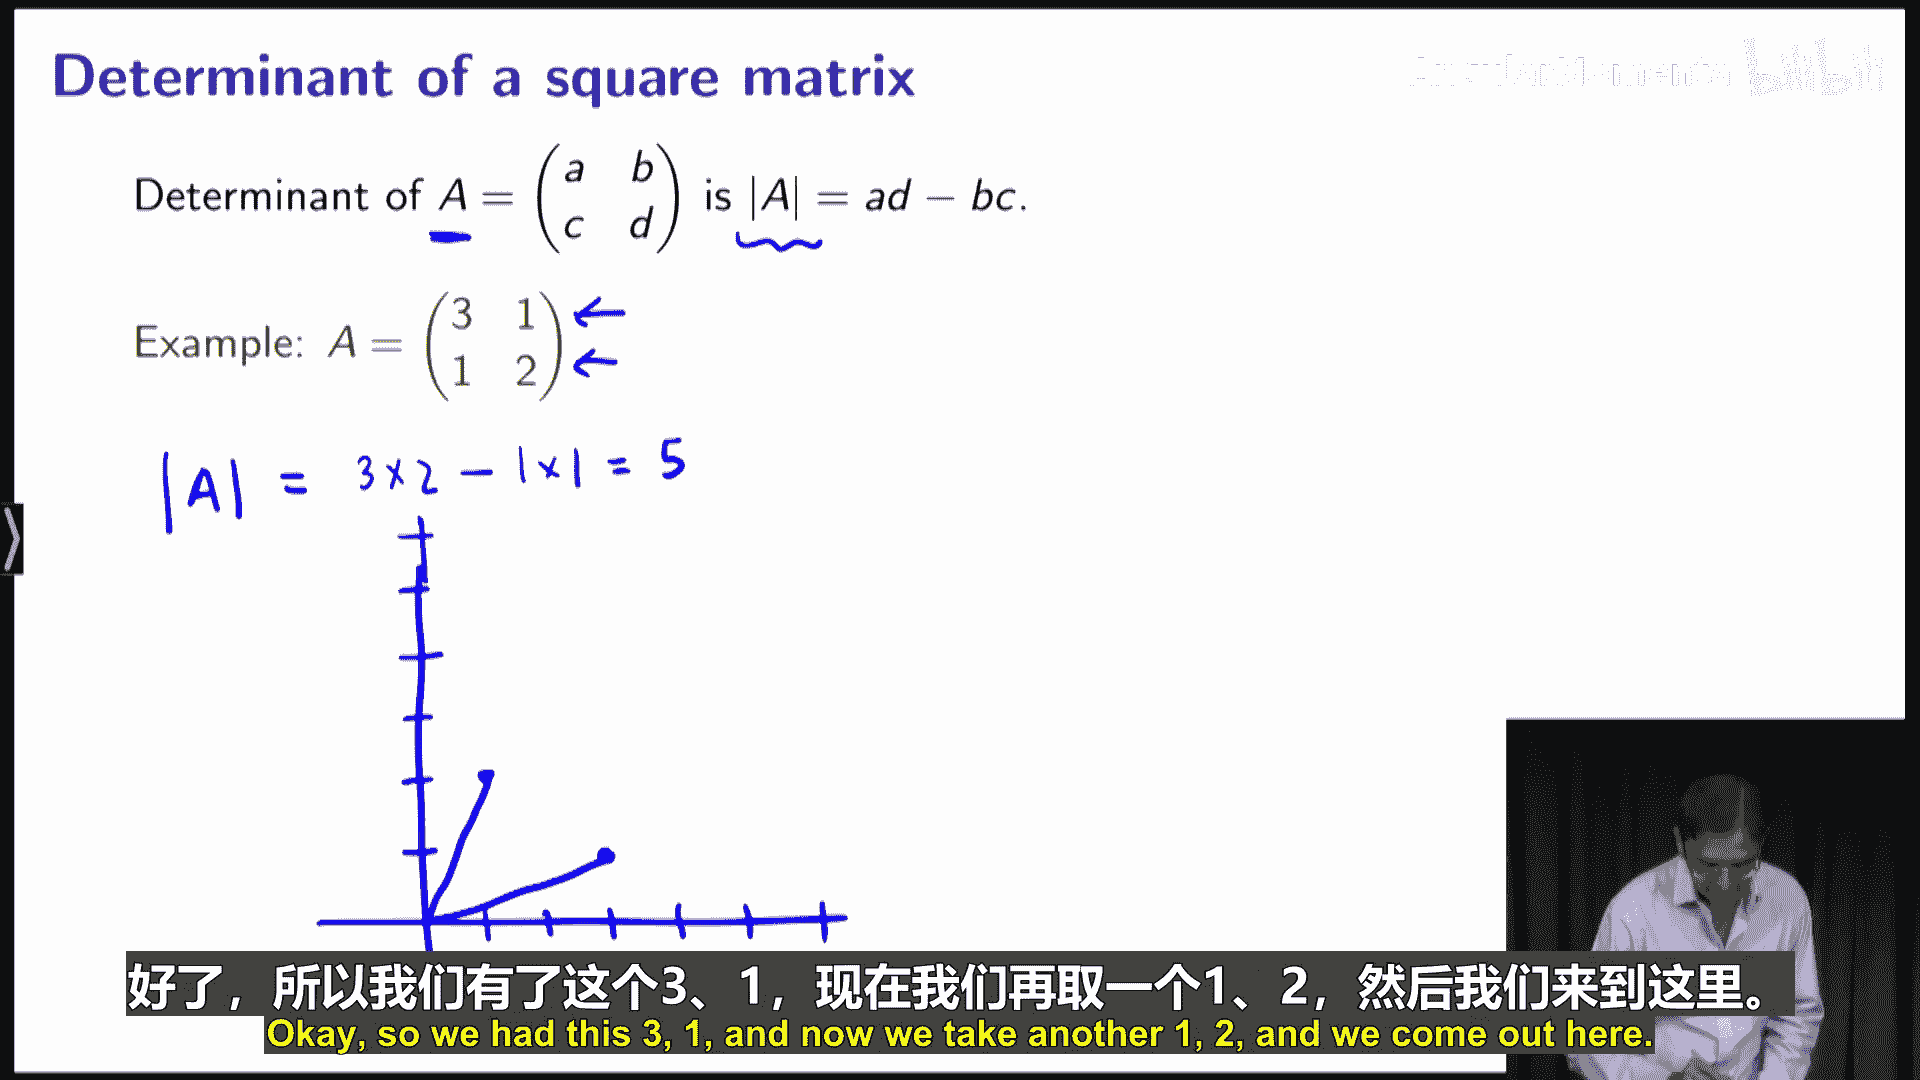 Determinant of a square matrix
bilibili
Determinant of A = (a b
c d) is |A| = ad − bc.
Example: A = (3 1
1 2)
|A| = 3×2 − 1×1 = 5
好了，所以我们有了这个3、1，现在我们再取一个1、2，然后我们来到这里。
Okay, so we had this 3, 1, and now we take another 1, 2, and we come out here.